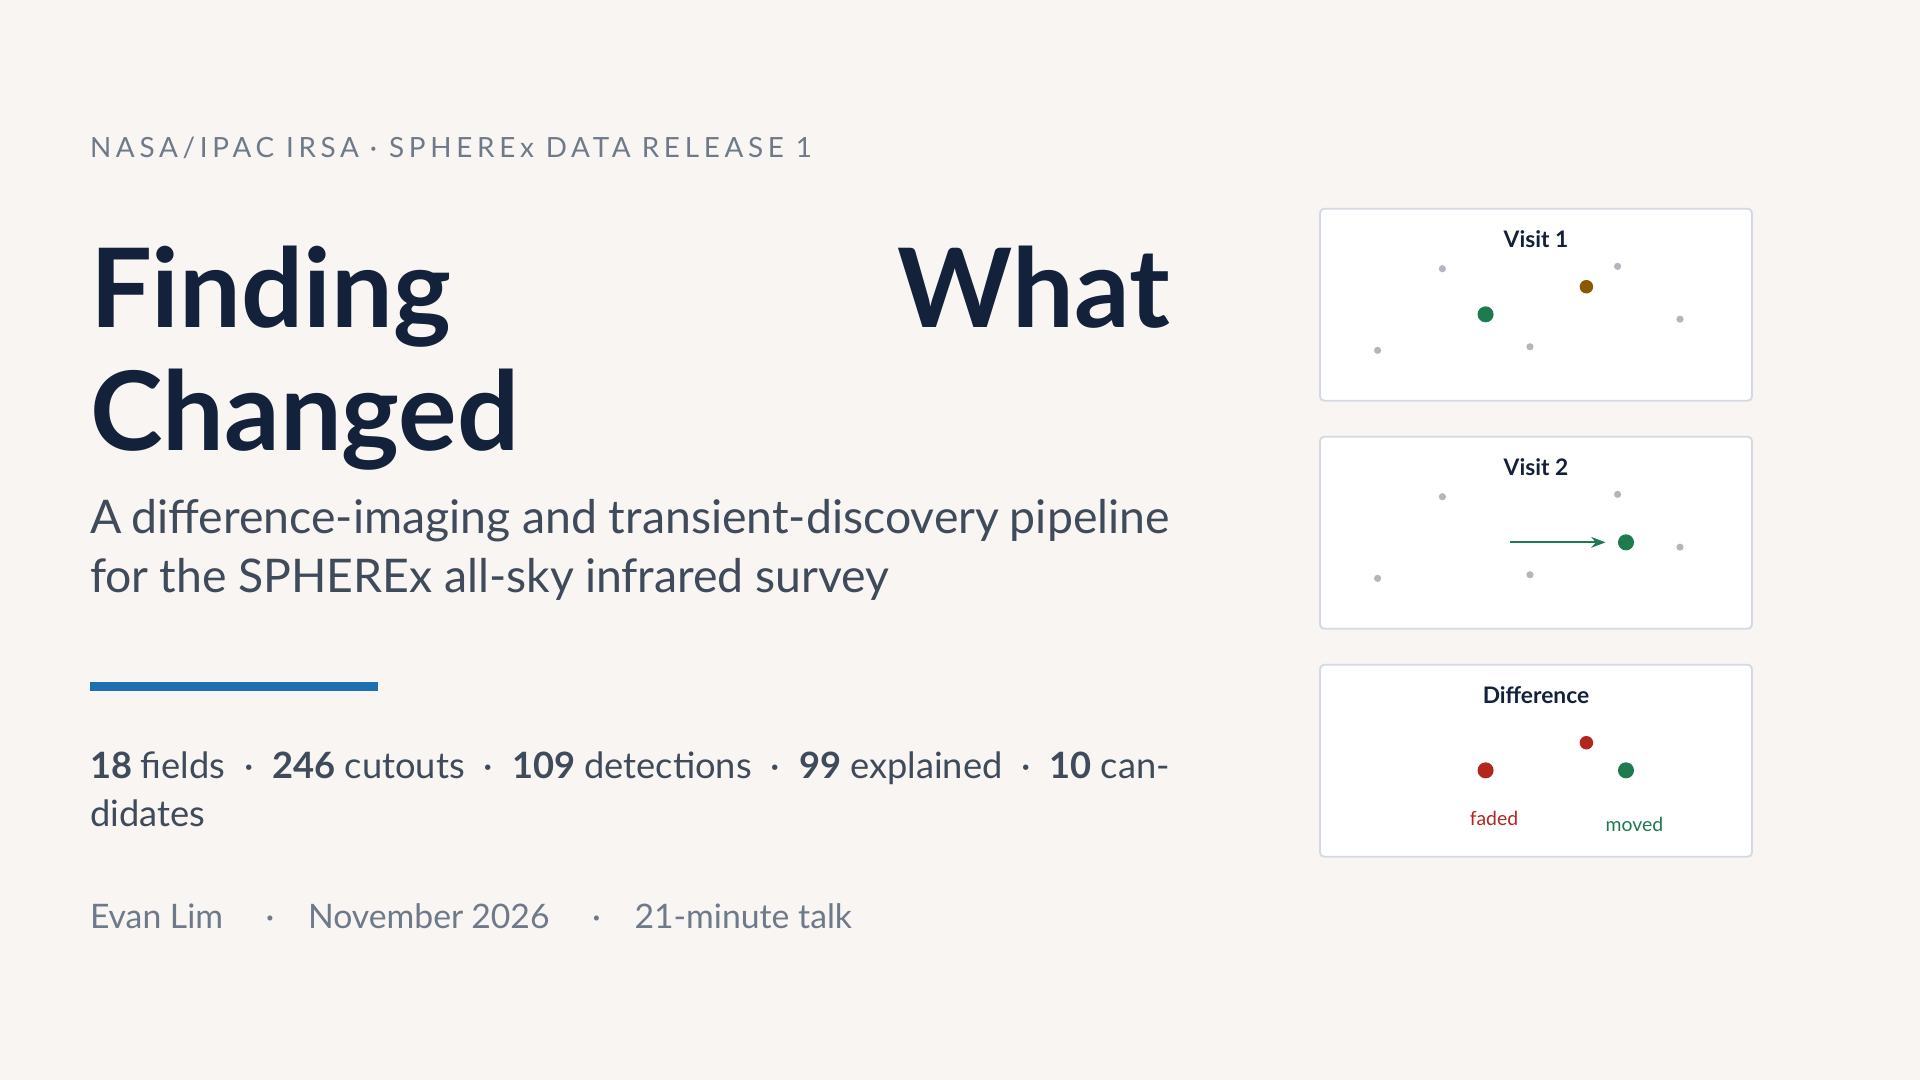 NASA/IPAC IRSA · SPHEREx DATA RELEASE 1
Finding What
Changed
A difference-imaging and transient-discovery pipeline
for the SPHEREx all-sky infrared survey
18 fields · 246 cutouts · 109 detections · 99 explained · 10 can-
didates
Evan Lim · November 2026 · 21-minute talk
Visit 1
Visit 2
Difference
faded
moved